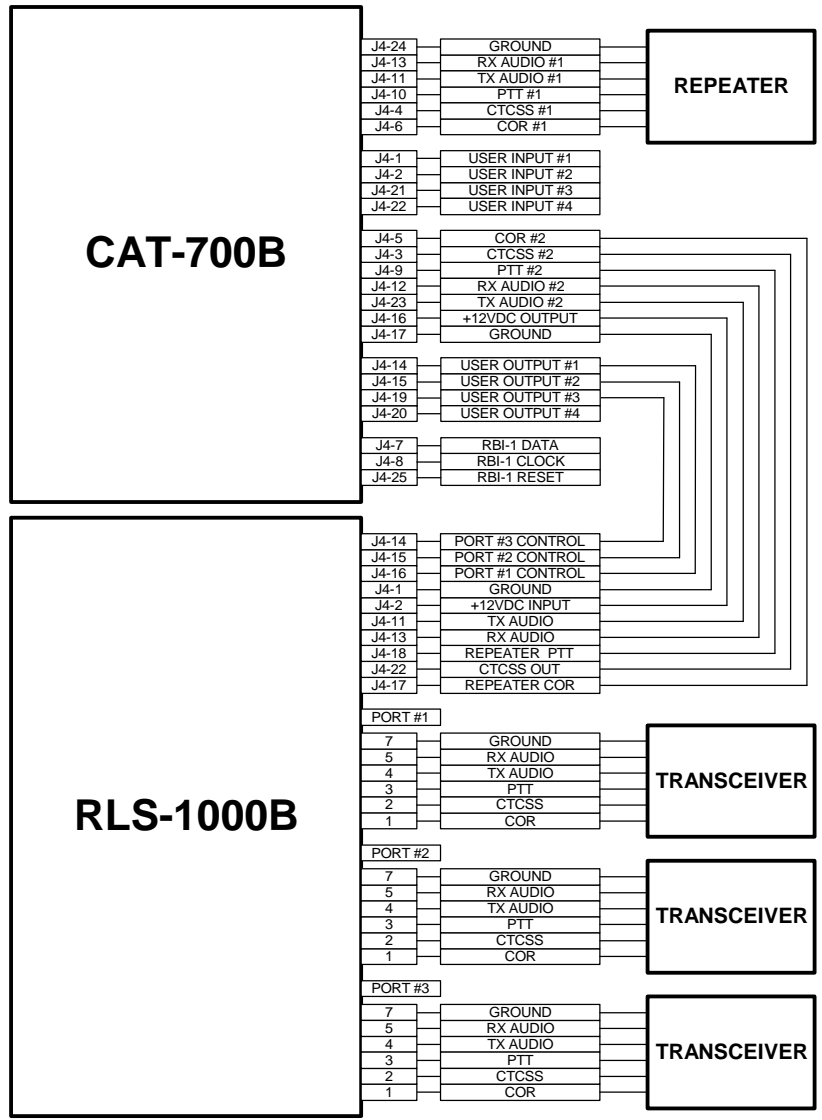 J4-24 GROUND
J4-13 RX AUDIO #1
J4-11 TX AUDIO #1
J4-10 PTT #1
J4-4 CTCSS #1
J4-6 COR #1
REPEATER
J4-1 USER INPUT #1
J4-2 USER INPUT #2
J4-21 USER INPUT #3
J4-22 USER INPUT #4
CAT-700B
J4-5 COR #2
J4-3 CTCSS #2
J4-9 PTT #2
J4-12 RX AUDIO #2
J4-23 TX AUDIO #2
J4-16 +12VDC OUTPUT
J4-17 GROUND
J4-14 USER OUTPUT #1
J4-15 USER OUTPUT #2
J4-19 USER OUTPUT #3
J4-20 USER OUTPUT #4
J4-7 RBI-1 DATA
J4-8 RBI-1 CLOCK
J4-25 RBI-1 RESET
J4-14 PORT #3 CONTROL
J4-15 PORT #2 CONTROL
J4-16 PORT #1 CONTROL
J4-1 GROUND
J4-2 +12VDC INPUT
J4-11 TX AUDIO
J4-13 RX AUDIO
J4-18 REPEATER PTT
J4-22 CTCSS OUT
J4-17 REPEATER COR
RLS-1000B
PORT #1
7 GROUND
5 RX AUDIO
4 TX AUDIO
3 PTT
2 CTCSS
1 COR
TRANSCEIVER
PORT #2
7 GROUND
5 RX AUDIO
4 TX AUDIO
3 PTT
2 CTCSS
1 COR
TRANSCEIVER
PORT #3
7 GROUND
5 RX AUDIO
4 TX AUDIO
3 PTT
2 CTCSS
1 COR
TRANSCEIVER